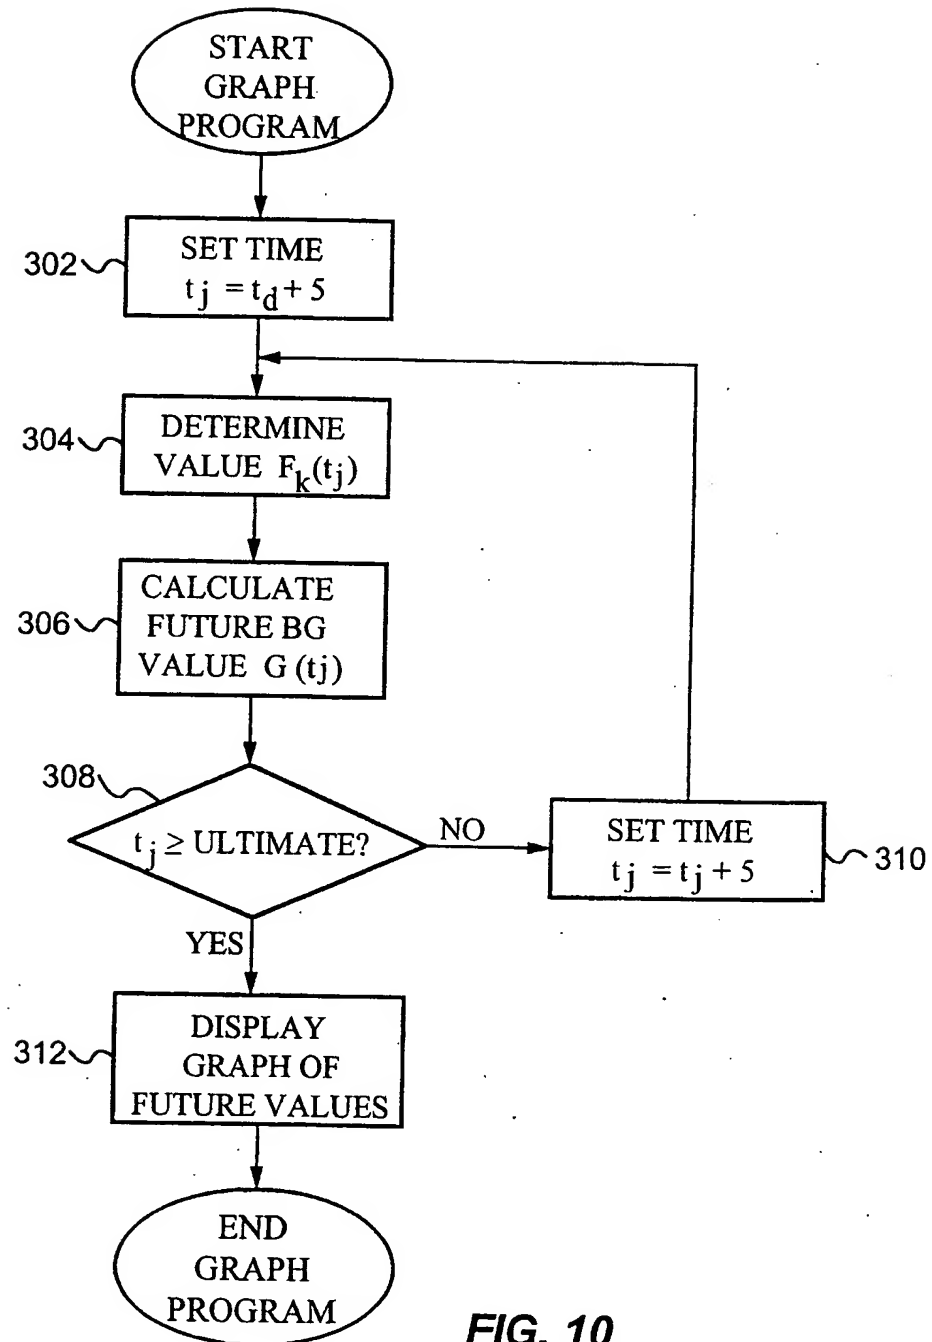 START
GRAPH
PROGRAM
302
SET TIME
tj = td + 5
304
DETERMINE
VALUE Fk(tj)
306
CALCULATE
FUTURE BG
VALUE G (tj)
308
tj ≥ ULTIMATE?
NO
SET TIME
tj = tj + 5
310
YES
312
DISPLAY
GRAPH OF
FUTURE VALUES
END
GRAPH
PROGRAM
FIG. 10